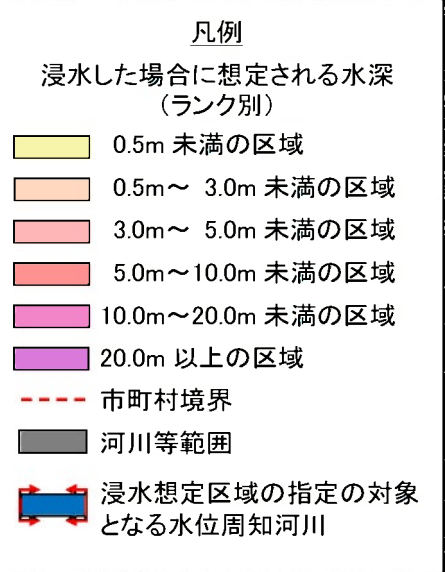 凡例
浸水した場合に想定される水深
（ランク別）
0.5m 未満の区域
0.5m～ 3.0m 未満の区域
3.0m～ 5.0m 未満の区域
5.0m～10.0m 未満の区域
10.0m～20.0m 未満の区域
20.0m 以上の区域
市町村境界
河川等範囲
浸水想定区域の指定の対象
となる水位周知河川